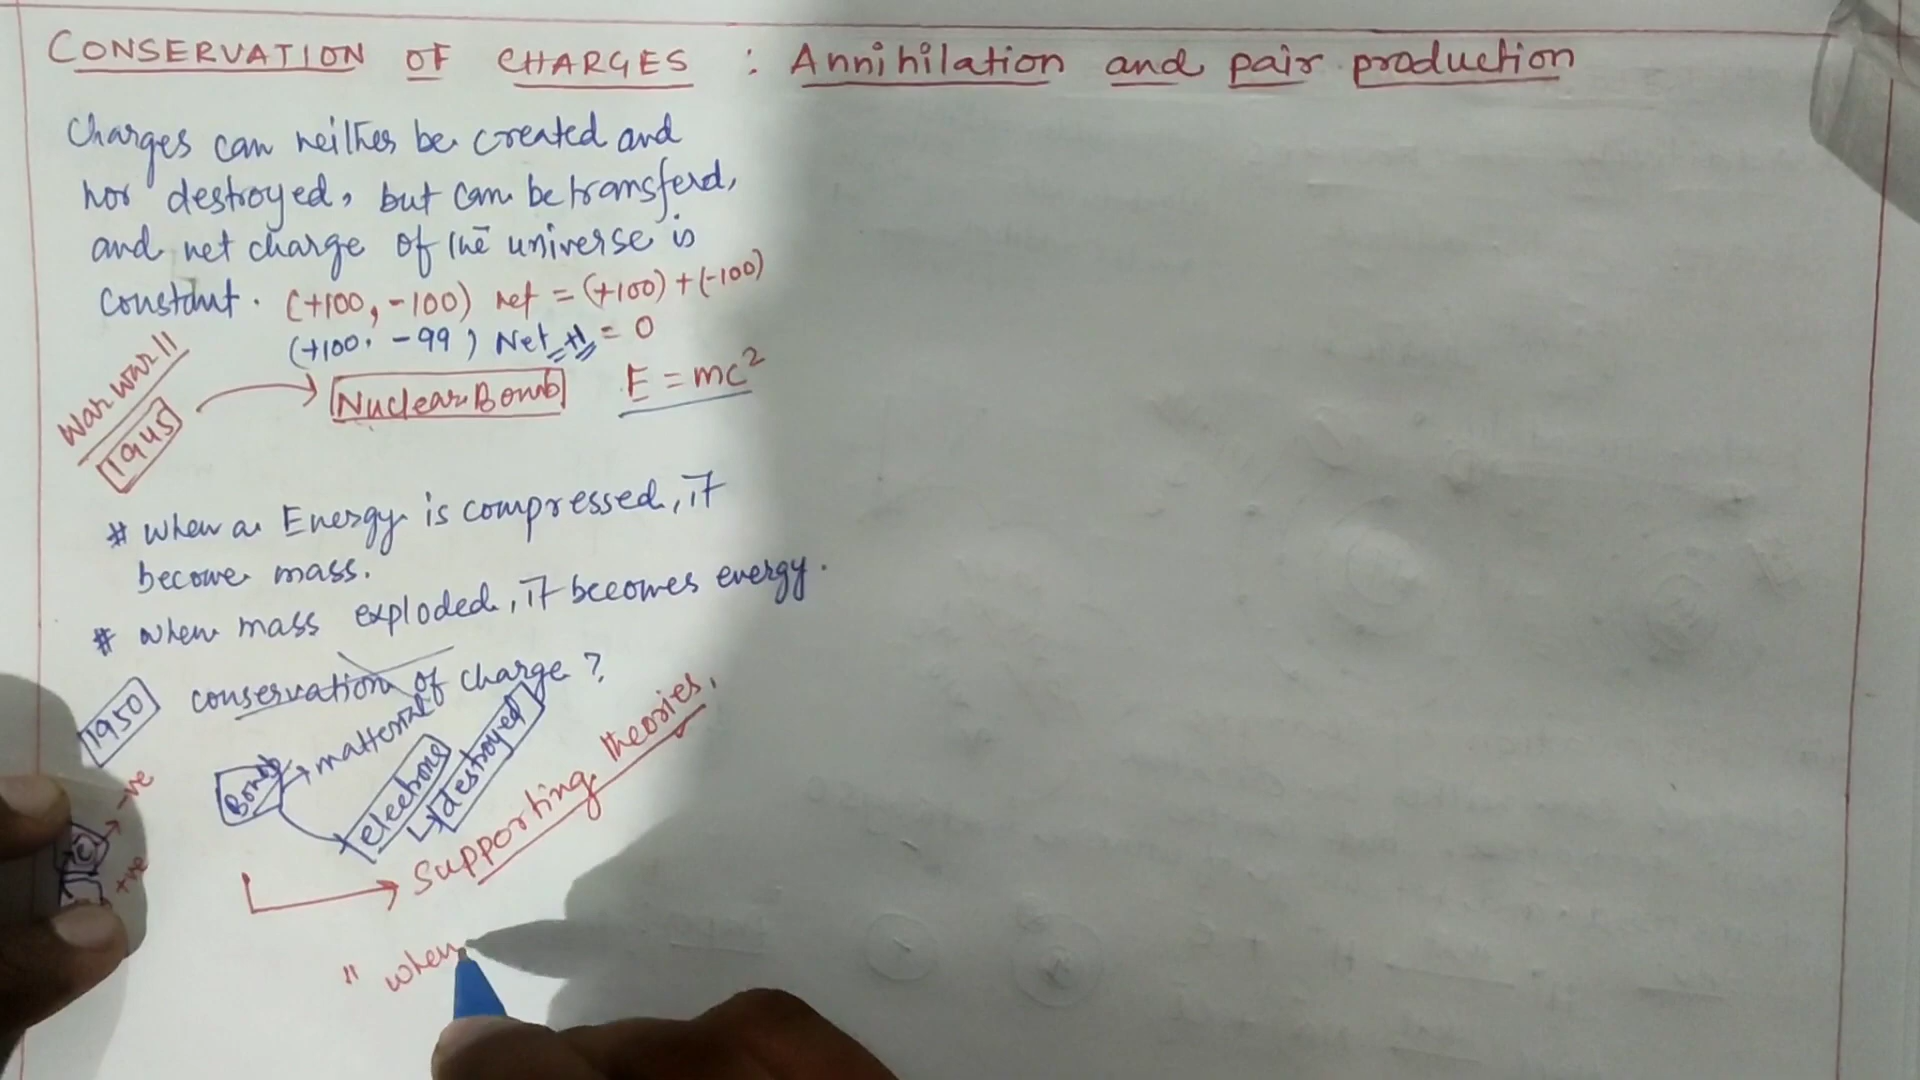 CONSERVATION OF CHARGES : Annihilation and pair production
Charges can neither be created and
nor destroyed, but can be transferd,
and net charge of the universe is
constant. (+100, -100) net = (+100) + (-100)
(+100, -99) Net +1 = 0
War war II
1945
Nuclear Bomb
E = mc²
# when a Energy is compressed, it
become mass.
# when mass exploded, it becomes energy.
1950
conservation of charge?
Bomb
electrons
destroyed
-ve
+ve
e
Supporting theories,
" when